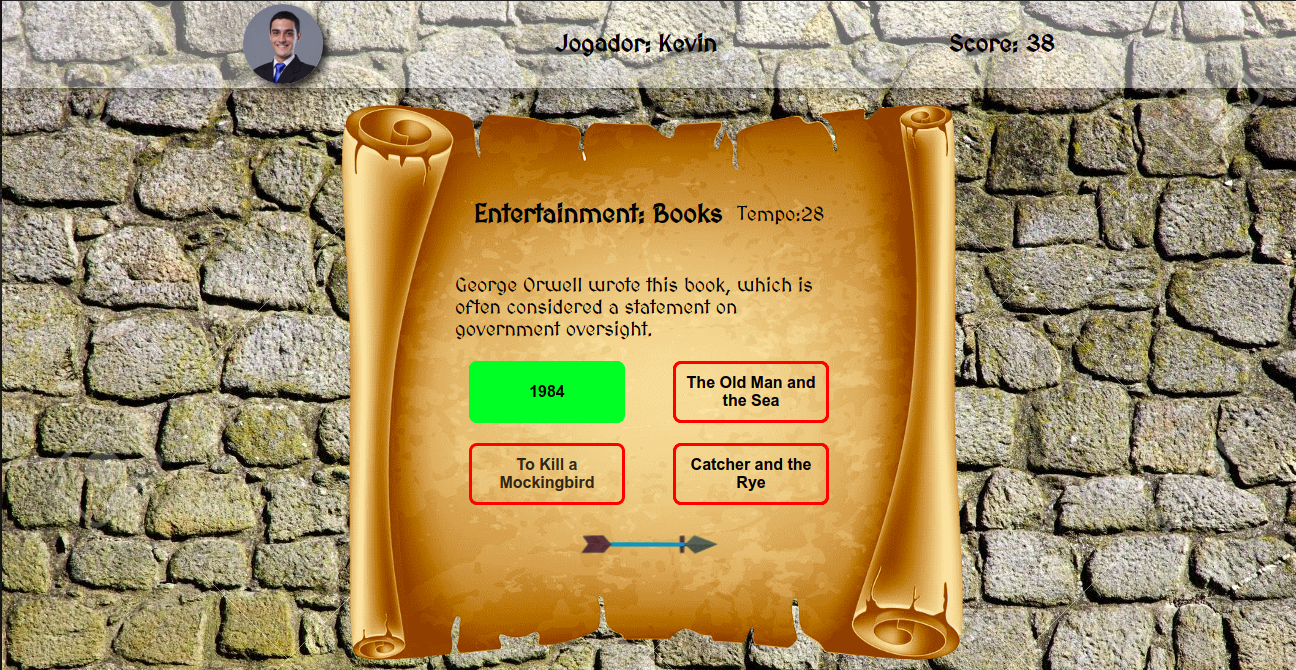 Jogador: Kevin
Score: 38
Entertainment: Books
Tempo:28
George Orwell wrote this book, which is
often considered a statement on
government oversight.
1984
The Old Man and
the Sea
To Kill a
Mockingbird
Catcher and the
Rye